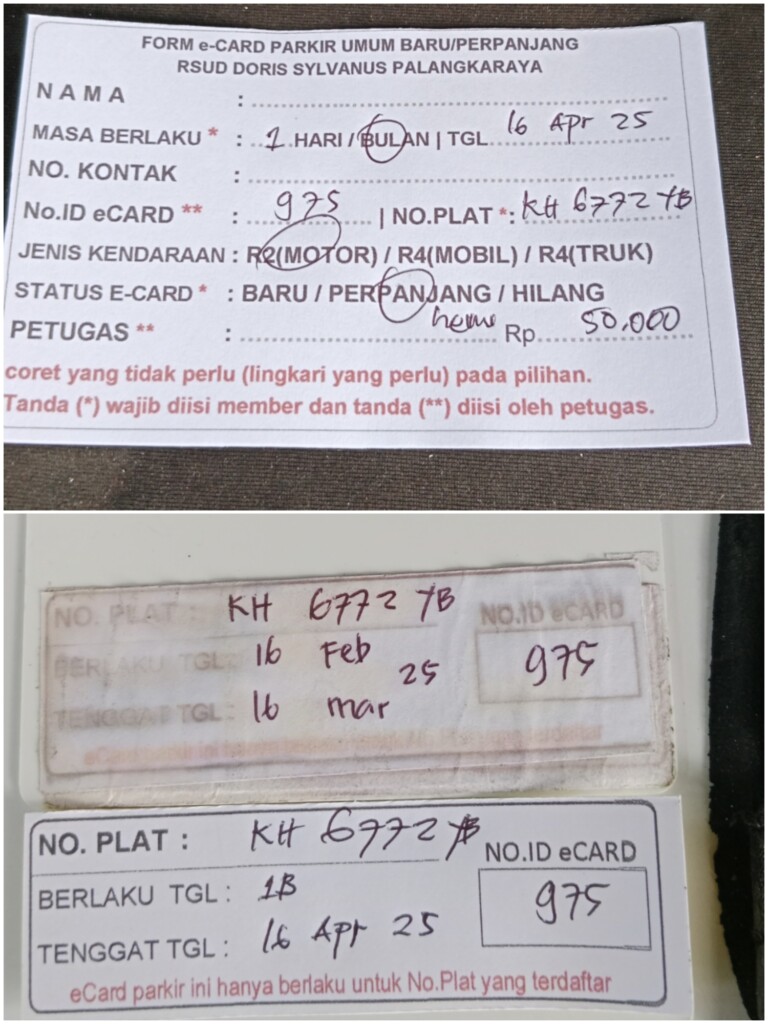 FORM e-CARD PARKIR UMUM BARU/PERPANJANG
RSUD DORIS SYLVANUS PALANGKARAYA
N A M A :
MASA BERLAKU * : 1 HARI / BULAN | TGL 16 Apr 25
NO. KONTAK :
No.ID eCARD ** : 975 | NO.PLAT *: KH 6772 YB
JENIS KENDARAAN : R2(MOTOR) / R4(MOBIL) / R4(TRUK)
STATUS E-CARD * : BARU / PERPANJANG / HILANG
PETUGAS ** : Rp 50.000
coret yang tidak perlu (lingkari yang perlu) pada pilihan.
Tanda (*) wajib diisi member dan tanda (**) diisi oleh petugas.
NO. PLAT : KH 6772 YB NO.ID eCARD
BERLAKU TGL : 16 Feb 25 975
TENGGAT TGL : 16 mar
eCard parkir ini terdaftar
NO. PLAT : KH 6772 YB NO.ID eCARD
BERLAKU TGL : 1B 975
TENGGAT TGL : 16 Apr 25
eCard parkir ini hanya berlaku untuk No.Plat yang terdaftar